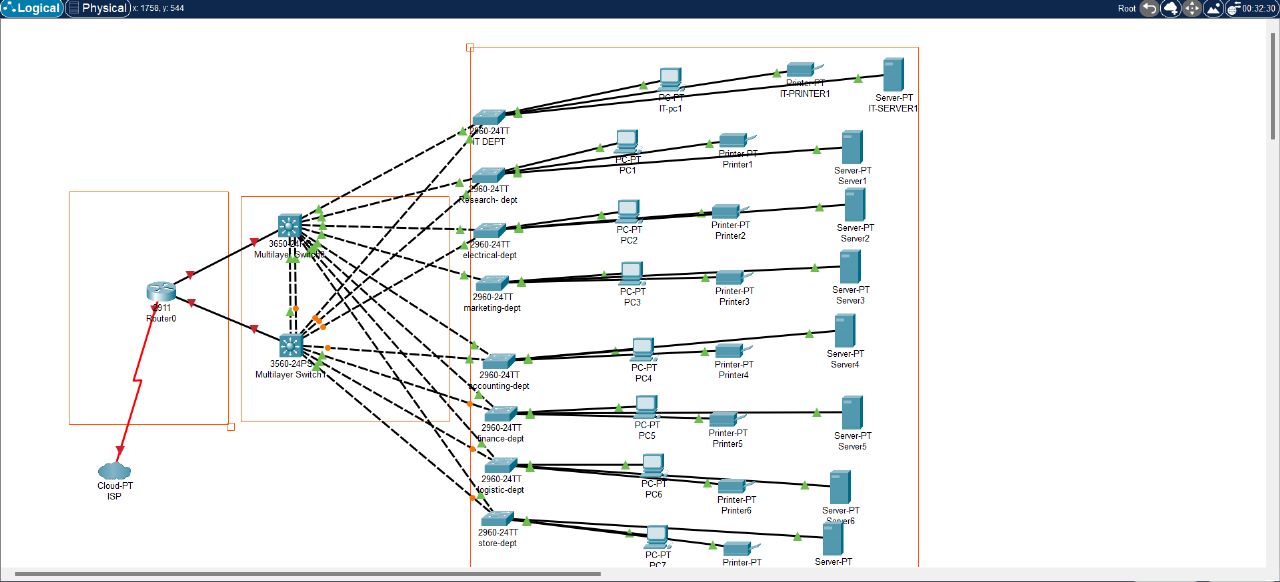 Logical
Physical
x: 1758, y: 544
Root
00:32:30
PC-PT
IT-pc1
Printer-PT
IT-PRINTER1
Server-PT
IT-SERVER1
2960-24TT
IT DEPT
PC-PT
PC1
Printer-PT
Printer1
Server-PT
Server1
2960-24TT
Research- dept
PC-PT
PC2
Printer-PT
Printer2
Server-PT
Server2
2960-24TT
electrical-dept
PC-PT
PC3
Printer-PT
Printer3
Server-PT
Server3
2960-24TT
marketing-dept
Multilayer Switch0
2911
Router0
3560-24PS
Multilayer Switch1
PC-PT
PC4
Printer-PT
Printer4
Server-PT
Server4
2960-24TT
accounting-dept
PC-PT
PC5
Printer-PT
Printer5
Server-PT
Server5
2960-24TT
finance-dept
Cloud-PT
ISP
PC-PT
PC6
Printer-PT
Printer6
Server-PT
Server6
2960-24TT
logistic-dept
2960-24TT
store-dept
PC-PT
PC7
Printer-PT
Server-PT